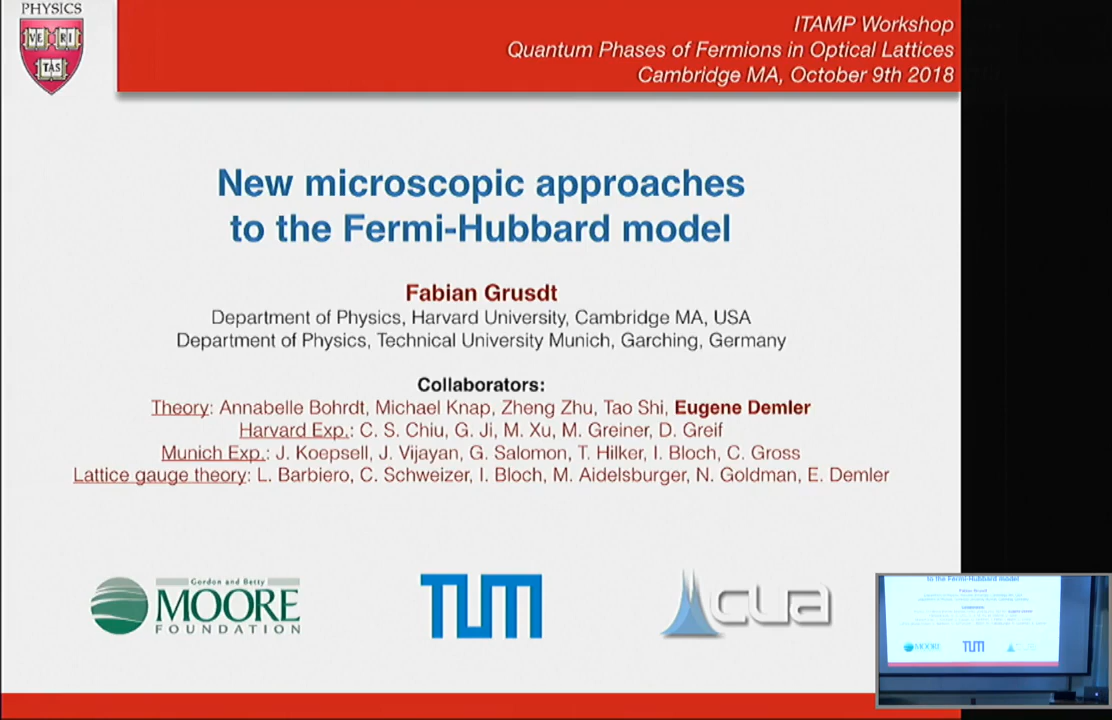 PHYSICS
VE RI
TAS
ITAMP Workshop
Quantum Phases of Fermions in Optical Lattices
Cambridge MA, October 9th 2018
New microscopic approaches
to the Fermi-Hubbard model
Fabian Grusdt
Department of Physics, Harvard University, Cambridge MA, USA
Department of Physics, Technical University Munich, Garching, Germany
Collaborators:
Theory: Annabelle Bohrdt, Michael Knap, Zheng Zhu, Tao Shi, Eugene Demler
Harvard Exp.: C. S. Chiu, G. Ji, M. Xu, M. Greiner, D. Greif
Munich Exp.: J. Koepsell, J. Vijayan, G. Salomon, T. Hilker, I. Bloch, C. Gross
Lattice gauge theory: L. Barbiero, C. Schweizer, I. Bloch, M. Aidelsburger, N. Goldman, E. Demler
Gordon and Betty
MOORE
FOUNDATION
TUM
cua
to the Fermi-Hubbard model
MOORE
TUM